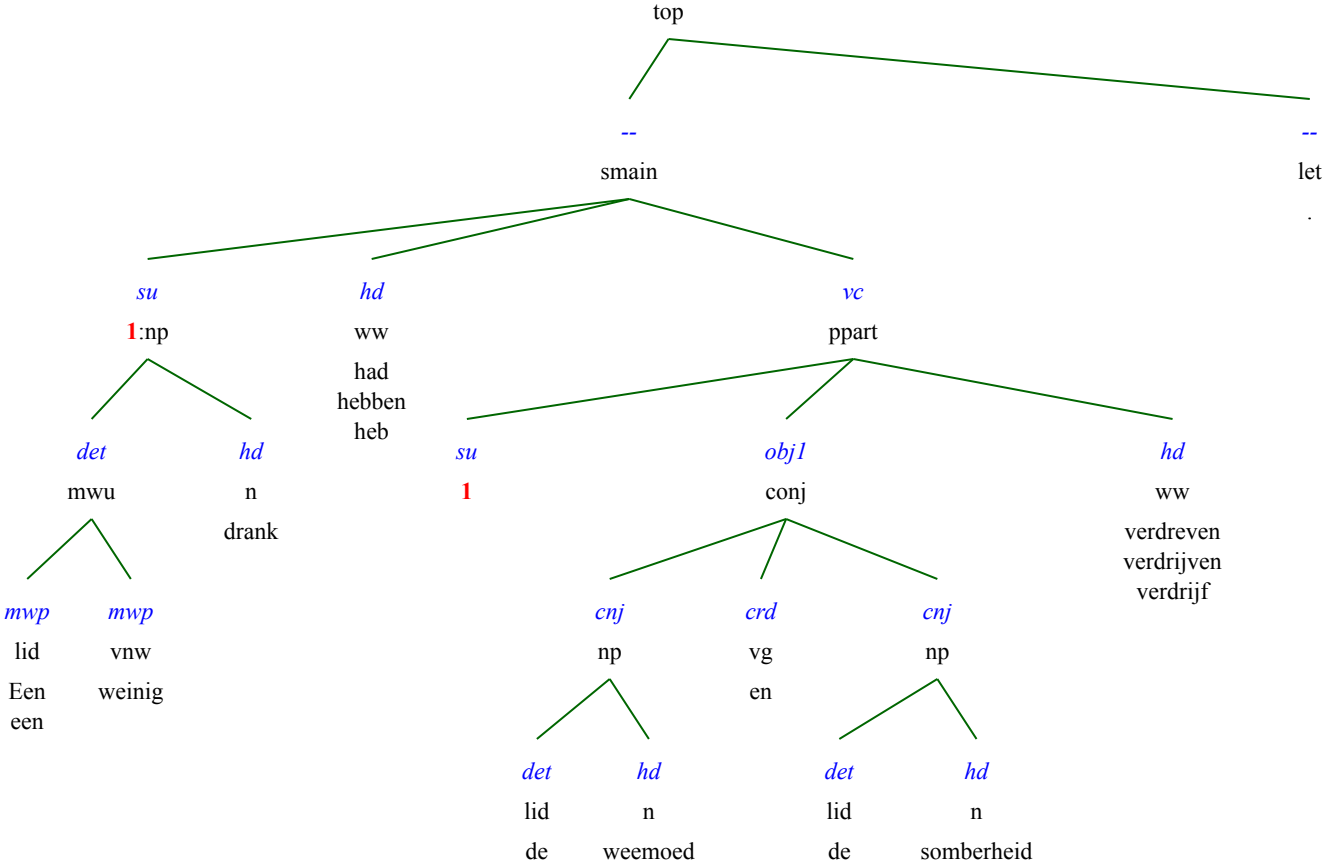 top
-- --
smain let
.
su hd vc
1:np ww ppart
had
hebben
heb
det hd su obj1 hd
mwu n 1 conj ww
drank verdreven
verdrijven
verdrijf
mwp mwp cnj crd cnj
lid vnw np vg np
Een weinig en
een
det hd det hd
lid n lid n
de weemoed de somberheid